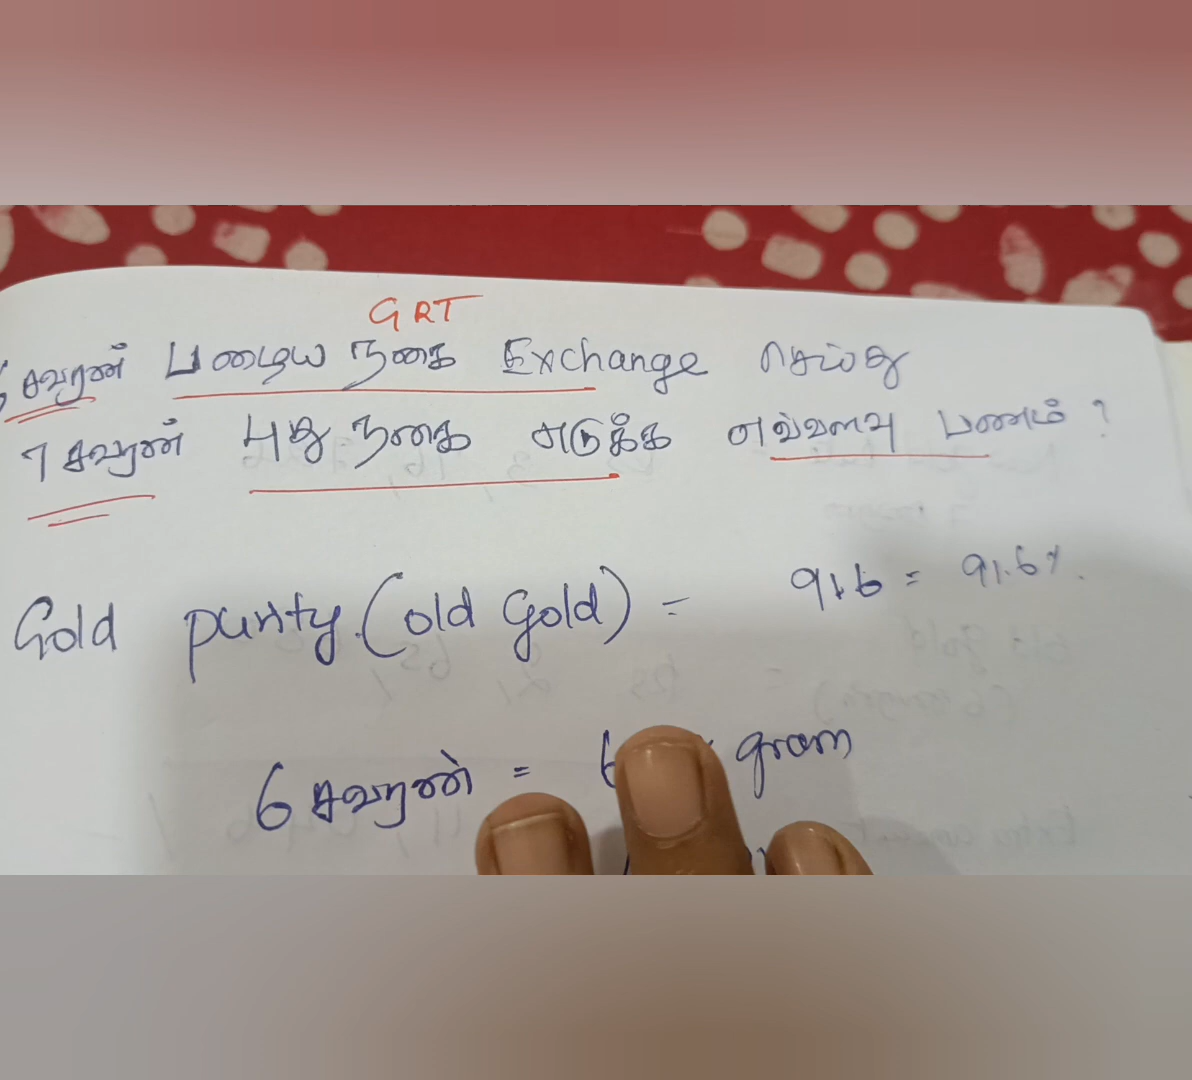 GRT
சவரன் பழைய நகை Exchange செய்து
7 சவரன் புது நகை எடுக்க எவ்வளவு பணம் ?
Gold purity (old gold) = 916 = 91.6%.
6 சவரன் = gram